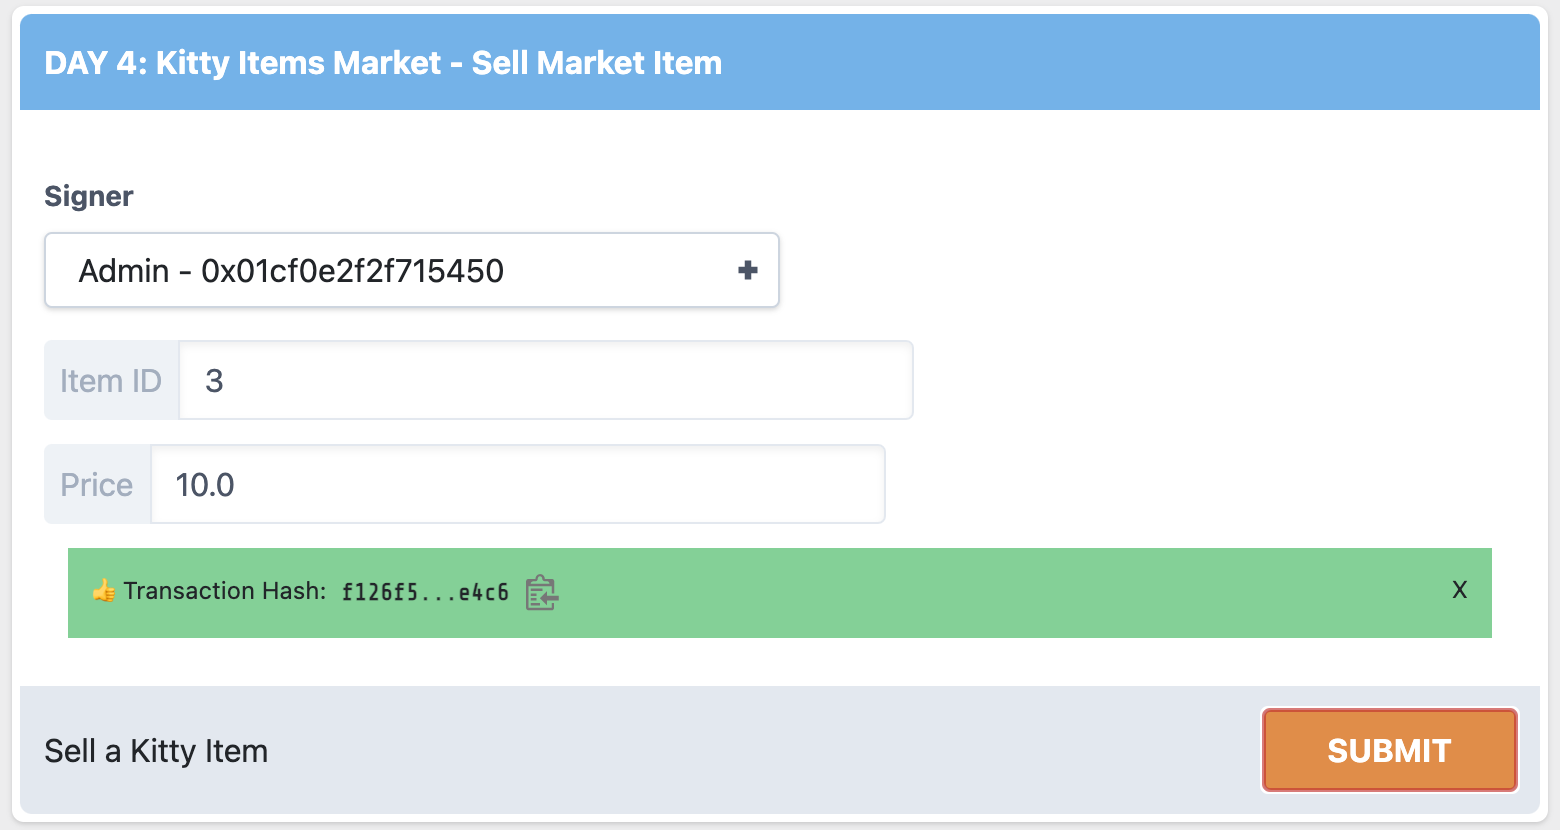 DAY 4: Kitty Items Market - Sell Market Item
Signer
Admin - 0x01cf0e2f2f715450
Item ID 3
Price 10.0
👍 Transaction Hash: f126f5...e4c6 X
Sell a Kitty Item SUBMIT